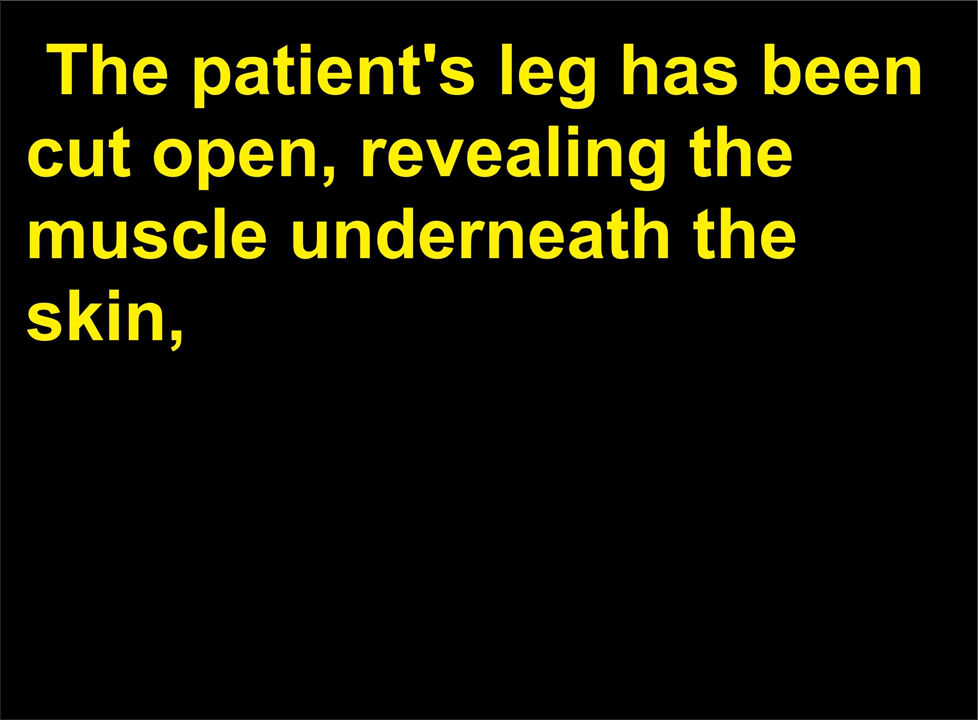 The patient's leg has been
cut open, revealing the
muscle underneath the
skin,